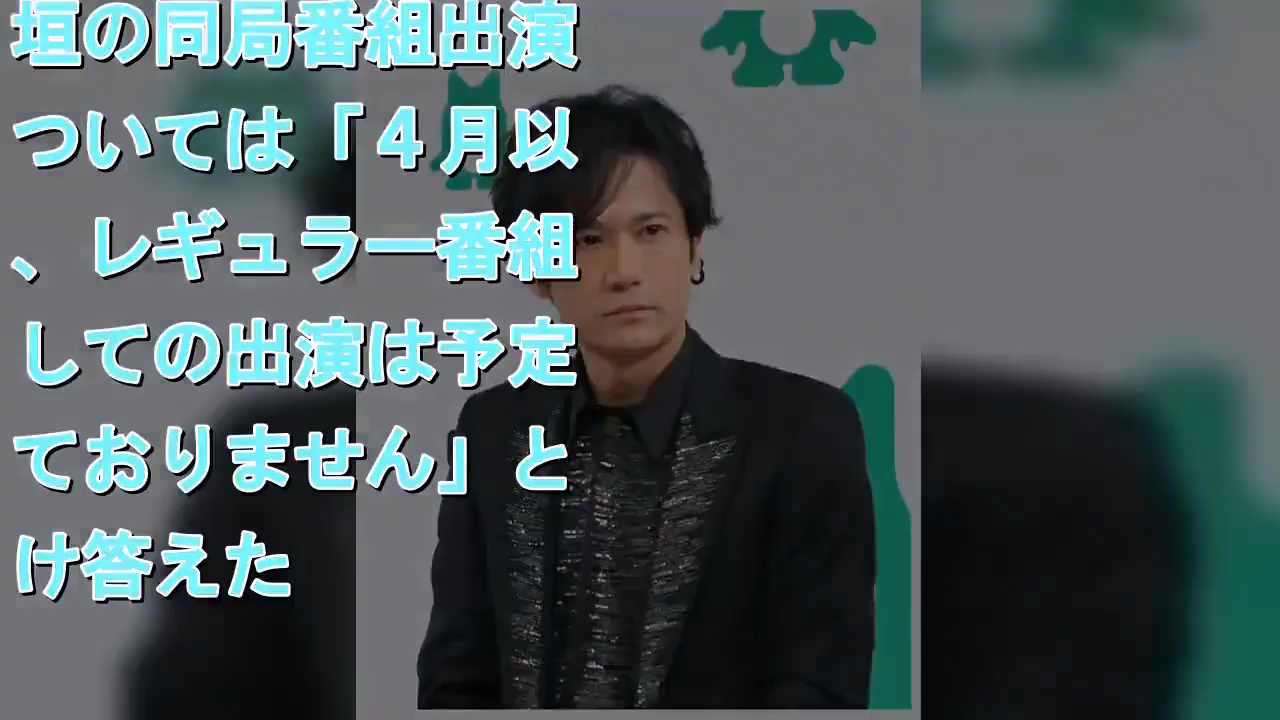 垣の同局番組出演
ついては「４月以
、レギュラー番組
しての出演は予定
ておりません」と
け答えた